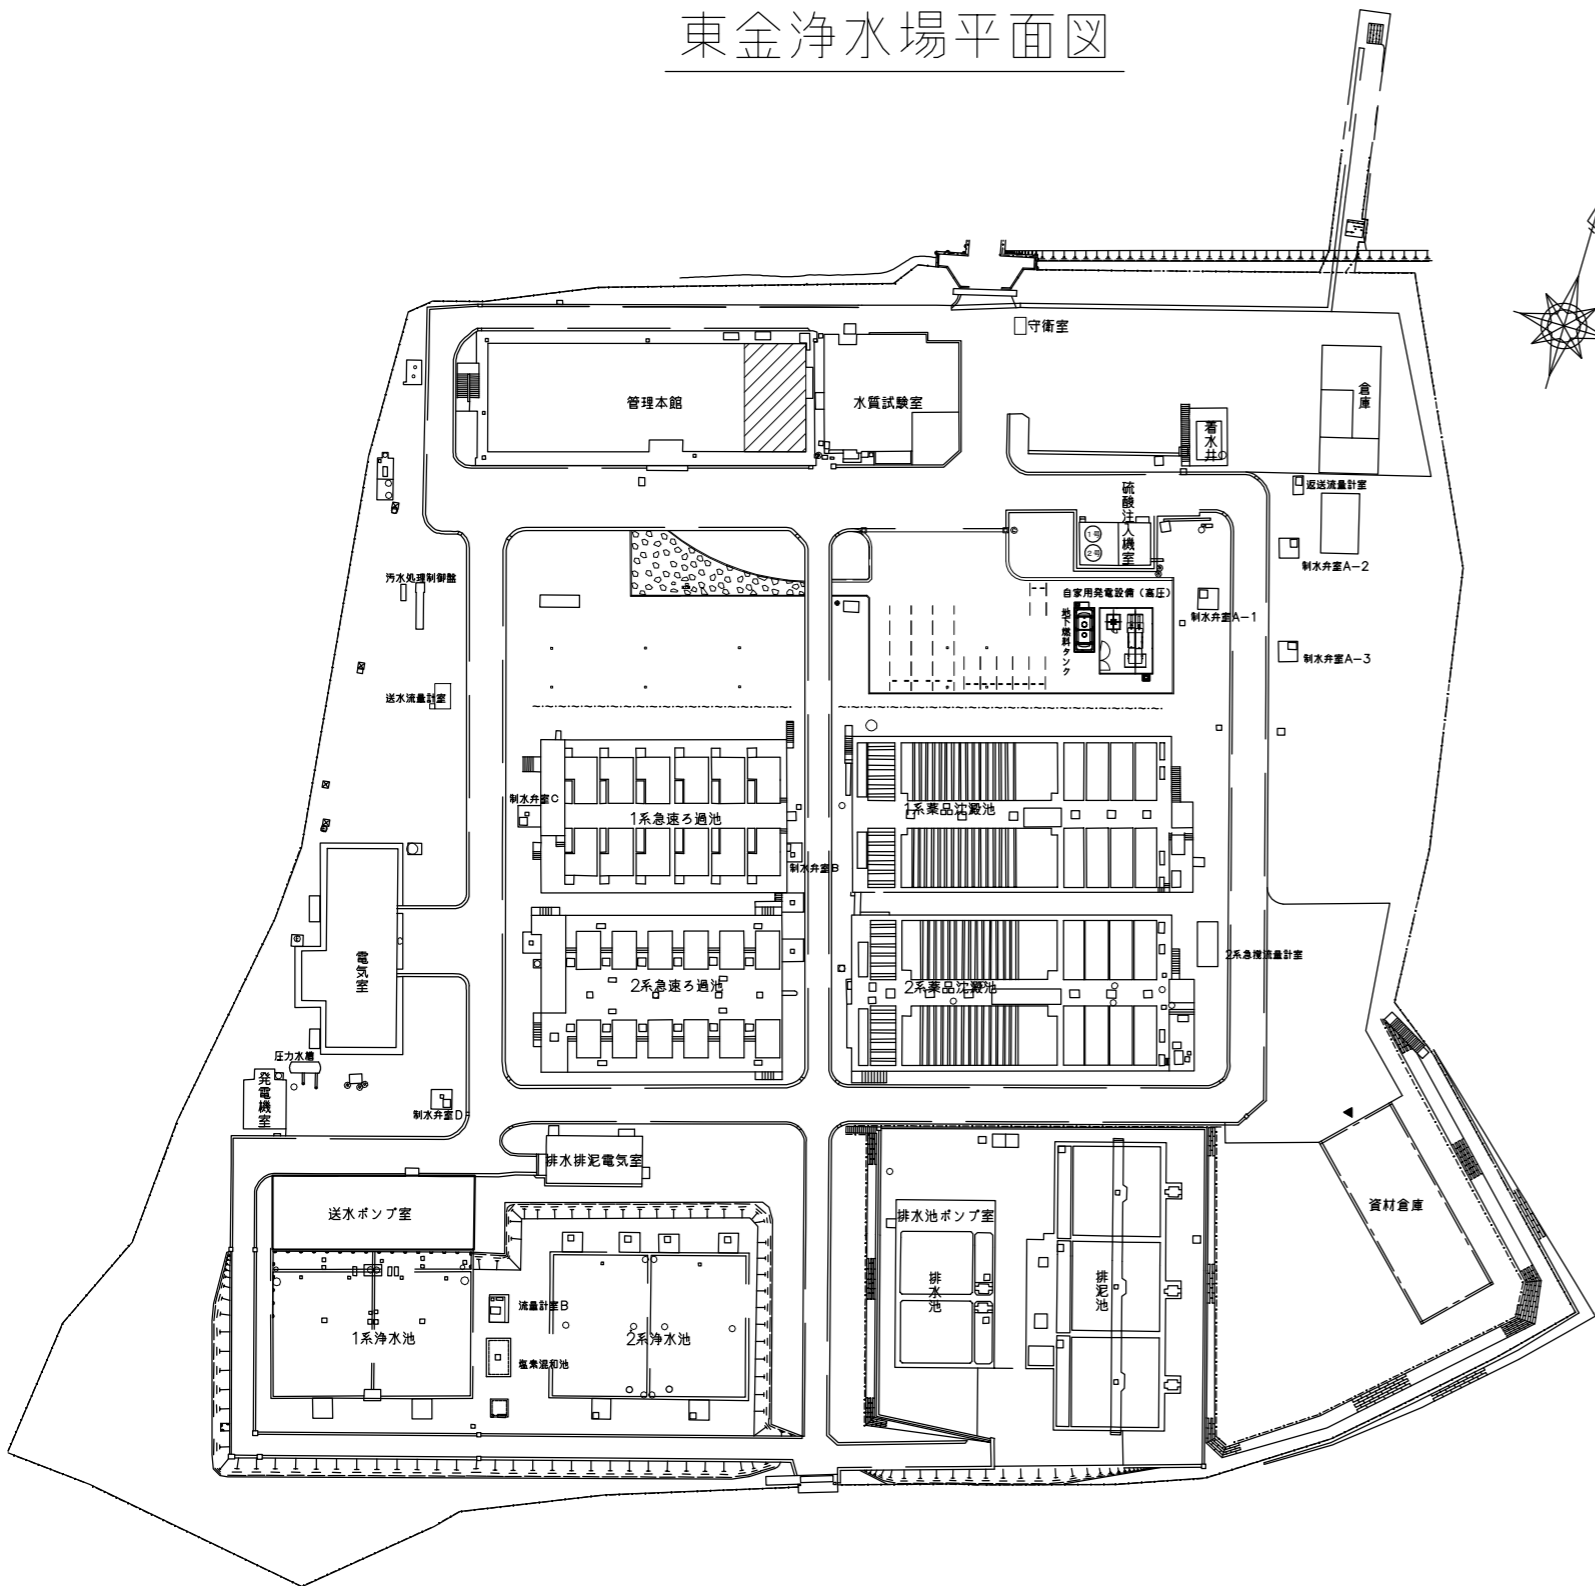 東金浄水場平面図
守衛室
管理本館
水質試験室
倉庫
着水井
返送流量計室
硫酸注入機室
1号
2号
制水弁室A-2
汚水処理制御盤
自家用発電設備（高圧）
地下燃料タンク
制水弁室A-1
制水弁室A-3
送水流量計室
制水弁室C
1系急速ろ過池
1系薬品沈澱池
制水弁室B
電気室
2系急速ろ過池
2系薬品沈澱池
2系急攪流量計室
圧力水槽
発電機室
制水弁室D
排水排泥電気室
送水ポンプ室
排水池ポンプ室
資材倉庫
排水池
排泥池
流量計室B
1系浄水池
2系浄水池
塩素混和池